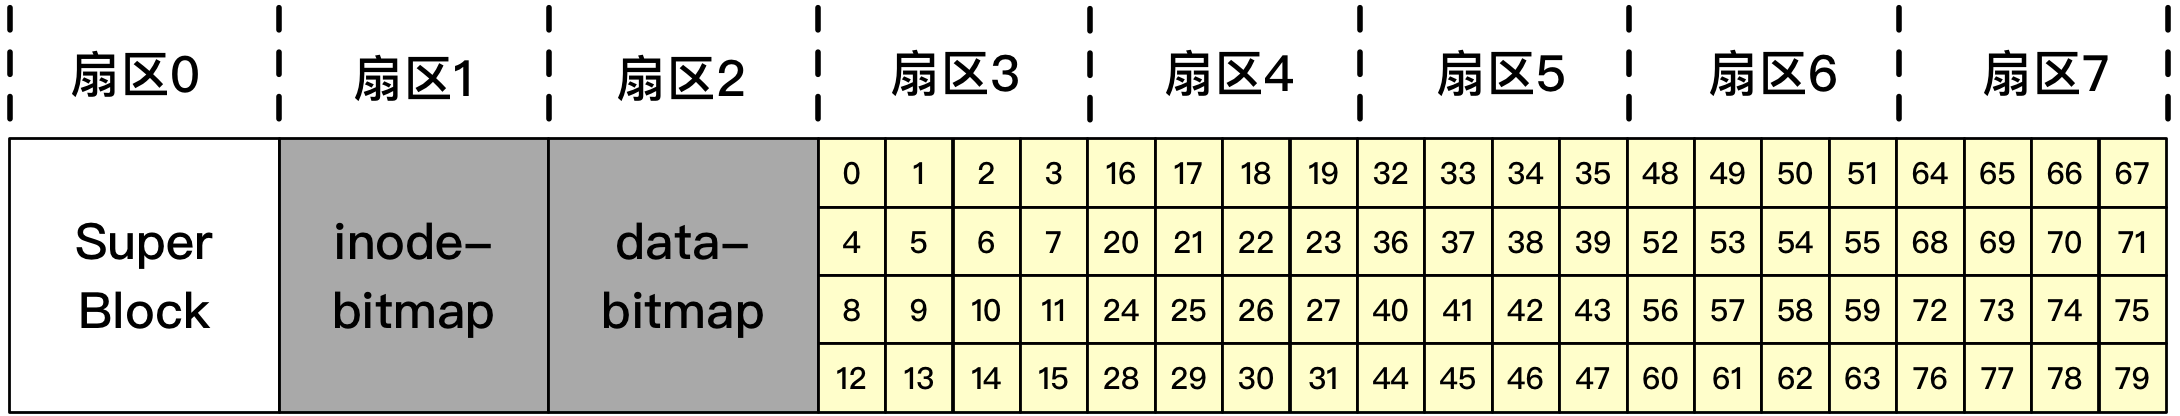 扇区0 扇区1 扇区2 扇区3 扇区4 扇区5 扇区6 扇区7
Super
Block
inode-
bitmap
data-
bitmap
0 1 2 3 16 17 18 19 32 33 34 35 48 49 50 51 64 65 66 67
4 5 6 7 20 21 22 23 36 37 38 39 52 53 54 55 68 69 70 71
8 9 10 11 24 25 26 27 40 41 42 43 56 57 58 59 72 73 74 75
12 13 14 15 28 29 30 31 44 45 46 47 60 61 62 63 76 77 78 79